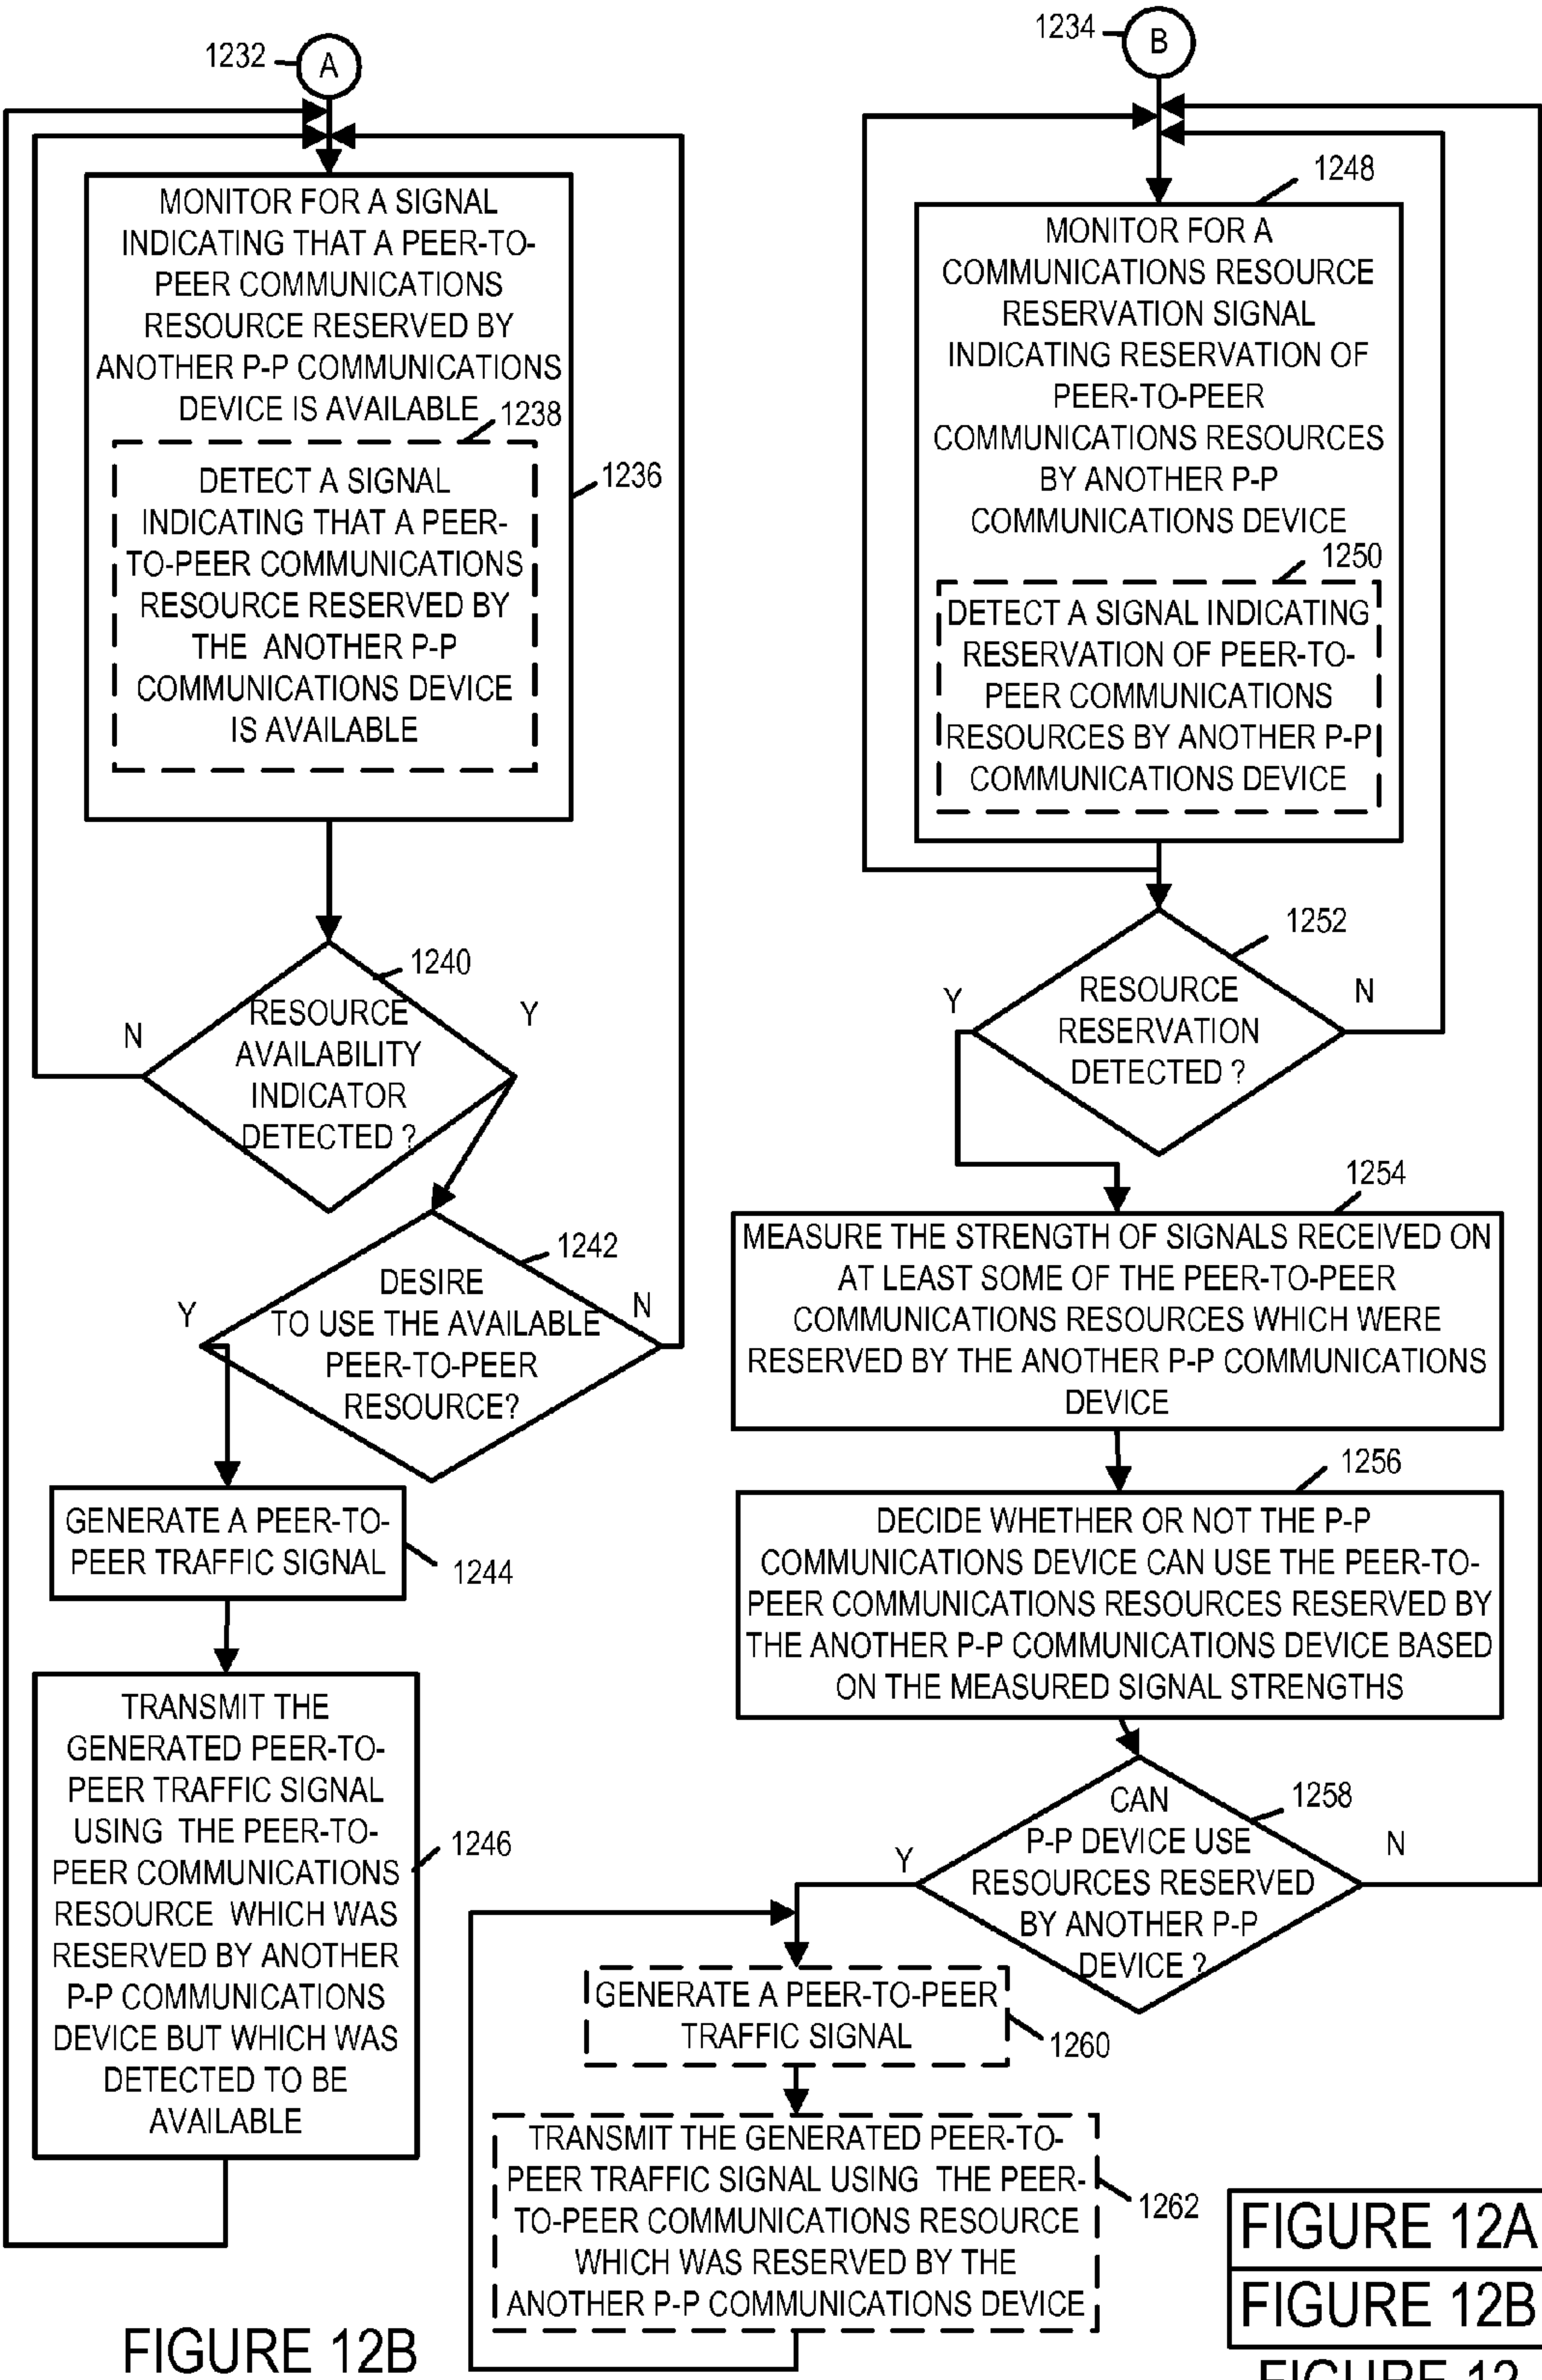 1232
A
MONITOR FOR A SIGNAL
INDICATING THAT A PEER-TO-
PEER COMMUNICATIONS
RESOURCE RESERVED BY
ANOTHER P-P COMMUNICATIONS
DEVICE IS AVAILABLE
1238
DETECT A SIGNAL
INDICATING THAT A PEER-
TO-PEER COMMUNICATIONS
RESOURCE RESERVED BY
THE ANOTHER P-P
COMMUNICATIONS DEVICE
IS AVAILABLE
1236
1240
RESOURCE
AVAILABILITY
INDICATOR
DETECTED ?
N
Y
1242
DESIRE
TO USE THE AVAILABLE
PEER-TO-PEER
RESOURCE?
Y
N
GENERATE A PEER-TO-
PEER TRAFFIC SIGNAL
1244
TRANSMIT THE
GENERATED PEER-TO-
PEER TRAFFIC SIGNAL
USING THE PEER-TO-
PEER COMMUNICATIONS
RESOURCE WHICH WAS
RESERVED BY ANOTHER
P-P COMMUNICATIONS
DEVICE BUT WHICH WAS
DETECTED TO BE
AVAILABLE
1246
1234
B
1248
MONITOR FOR A
COMMUNICATIONS RESOURCE
RESERVATION SIGNAL
INDICATING RESERVATION OF
PEER-TO-PEER
COMMUNICATIONS RESOURCES
BY ANOTHER P-P
COMMUNICATIONS DEVICE
1250
DETECT A SIGNAL INDICATING
RESERVATION OF PEER-TO-
PEER COMMUNICATIONS
RESOURCES BY ANOTHER P-P
COMMUNICATIONS DEVICE
1252
RESOURCE
RESERVATION
DETECTED ?
Y
N
1254
MEASURE THE STRENGTH OF SIGNALS RECEIVED ON
AT LEAST SOME OF THE PEER-TO-PEER
COMMUNICATIONS RESOURCES WHICH WERE
RESERVED BY THE ANOTHER P-P COMMUNICATIONS
DEVICE
1256
DECIDE WHETHER OR NOT THE P-P
COMMUNICATIONS DEVICE CAN USE THE PEER-TO-
PEER COMMUNICATIONS RESOURCES RESERVED BY
THE ANOTHER P-P COMMUNICATIONS DEVICE BASED
ON THE MEASURED SIGNAL STRENGTHS
1258
CAN
P-P DEVICE USE
RESOURCES RESERVED
BY ANOTHER P-P
DEVICE ?
Y
N
GENERATE A PEER-TO-PEER
TRAFFIC SIGNAL
1260
TRANSMIT THE GENERATED PEER-TO-
PEER TRAFFIC SIGNAL USING THE PEER-
TO-PEER COMMUNICATIONS RESOURCE
WHICH WAS RESERVED BY THE
ANOTHER P-P COMMUNICATIONS DEVICE
1262
FIGURE 12A
FIGURE 12B
FIGURE 12
FIGURE 12B